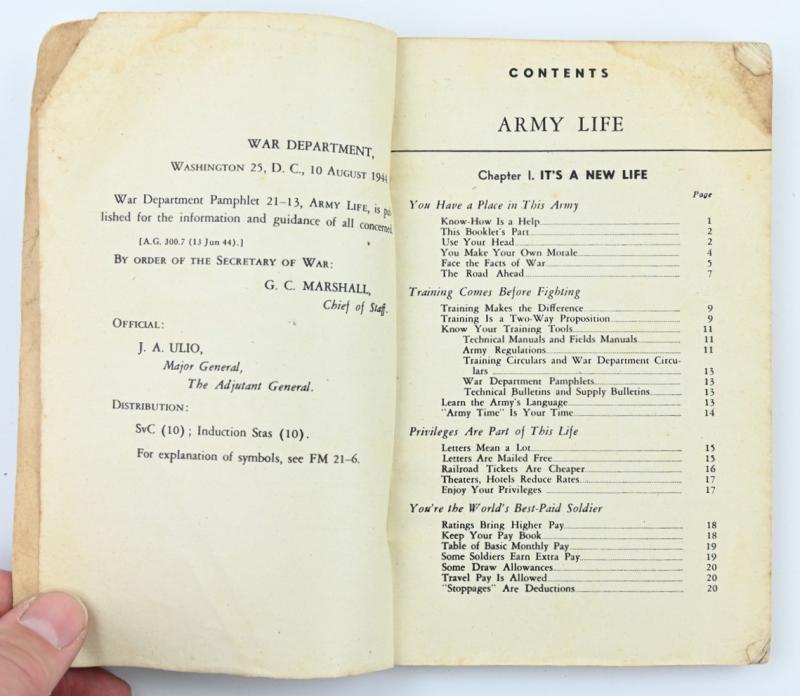 WAR DEPARTMENT,
WASHINGTON 25, D. C., 10 AUGUST 1944
War Department Pamphlet 21–13, ARMY LIFE, is pu
lished for the information and guidance of all concerned.
[A.G. 300.7 (13 Jun 44).]
BY ORDER OF THE SECRETARY OF WAR:
G. C. MARSHALL,
Chief of Staff.
OFFICIAL:
J. A. ULIO,
Major General,
The Adjutant General.
DISTRIBUTION:
SvC (10); Induction Stas (10).
For explanation of symbols, see FM 21–6.
CONTENTS
ARMY LIFE
Chapter I. IT'S A NEW LIFE
Page
You Have a Place in This Army
Know-How Is a Help 1
This Booklet's Part 2
Use Your Head 2
You Make Your Own Morale 4
Face the Facts of War 5
The Road Ahead 7
Training Comes Before Fighting
Training Makes the Difference 9
Training Is a Two-Way Proposition 9
Know Your Training Tools 11
Technical Manuals and Fields Manuals 11
Army Regulations 11
Training Circulars and War Department Circu-
lars 13
War Department Pamphlets 13
Technical Bulletins and Supply Bulletins 13
Learn the Army's Language 13
"Army Time" Is Your Time 14
Privileges Are Part of This Life
Letters Mean a Lot 15
Letters Are Mailed Free 15
Railroad Tickets Are Cheaper 16
Theaters, Hotels Reduce Rates 17
Enjoy Your Privileges 17
You're the World's Best-Paid Soldier
Ratings Bring Higher Pay 18
Keep Your Pay Book 18
Table of Basic Monthly Pay 19
Some Soldiers Earn Extra Pay 19
Some Draw Allowances 20
Travel Pay Is Allowed 20
"Stoppages" Are Deductions 20